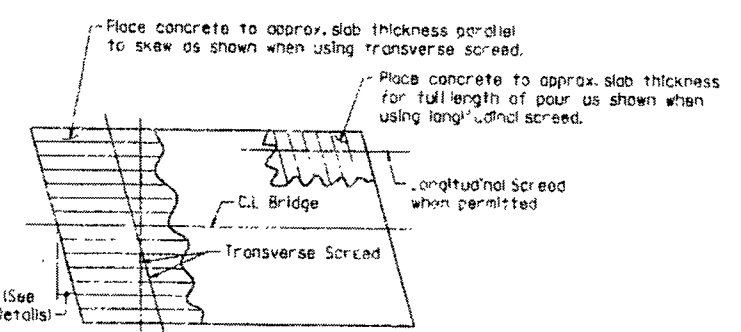 Place concrete to approx. slab thickness parallel
to skew as shown when using transverse screed.
Place concrete to approx. slab thickness
for full length of pour as shown when
using longitudinal screed.
Longitudinal Screed
when permitted
C.L. Bridge
Transverse Screed
(See
Details)